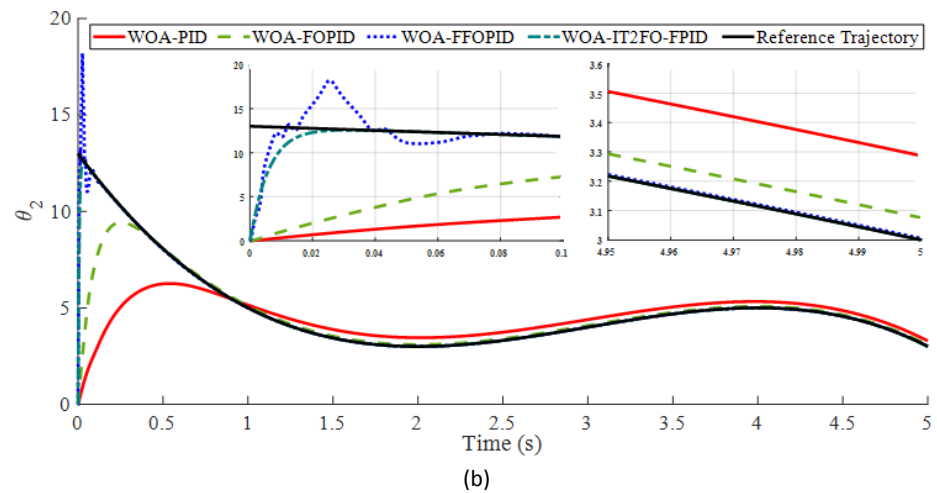 20
WOA-PID WOA-FOPID WOA-FFOPID WOA-IT2FO-FPID Reference Trajectory
20
15
10
5
0
0 0.02 0.04 0.06 0.08 0.1
3.6
3.5
3.4
3.3
3.2
3.1
3
4.95 4.96 4.97 4.98 4.99 5
15
θ2
10
5
0
0 0.5 1 1.5 2 2.5 3 3.5 4 4.5 5
Time (s)
(b)